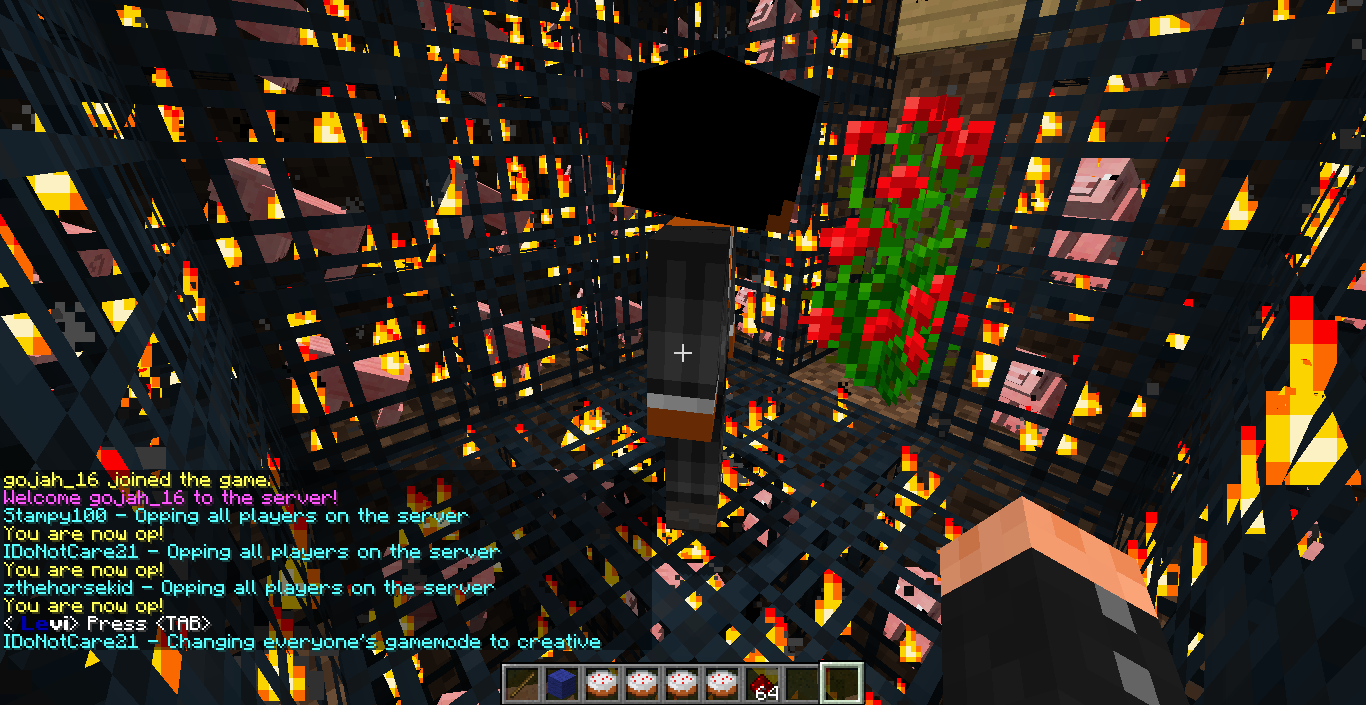 gojah_16 joined the game.
Welcome gojah_16 to the server!
Stampy100 - Opping all players on the server
You are now op!
IDoNotCare21 - Opping all players on the server
You are now op!
zthehorsekid - Opping all players on the server
You are now op!
< Levi> Press <TAB>
IDoNotCare21 - Changing everyone's gamemode to creative
64